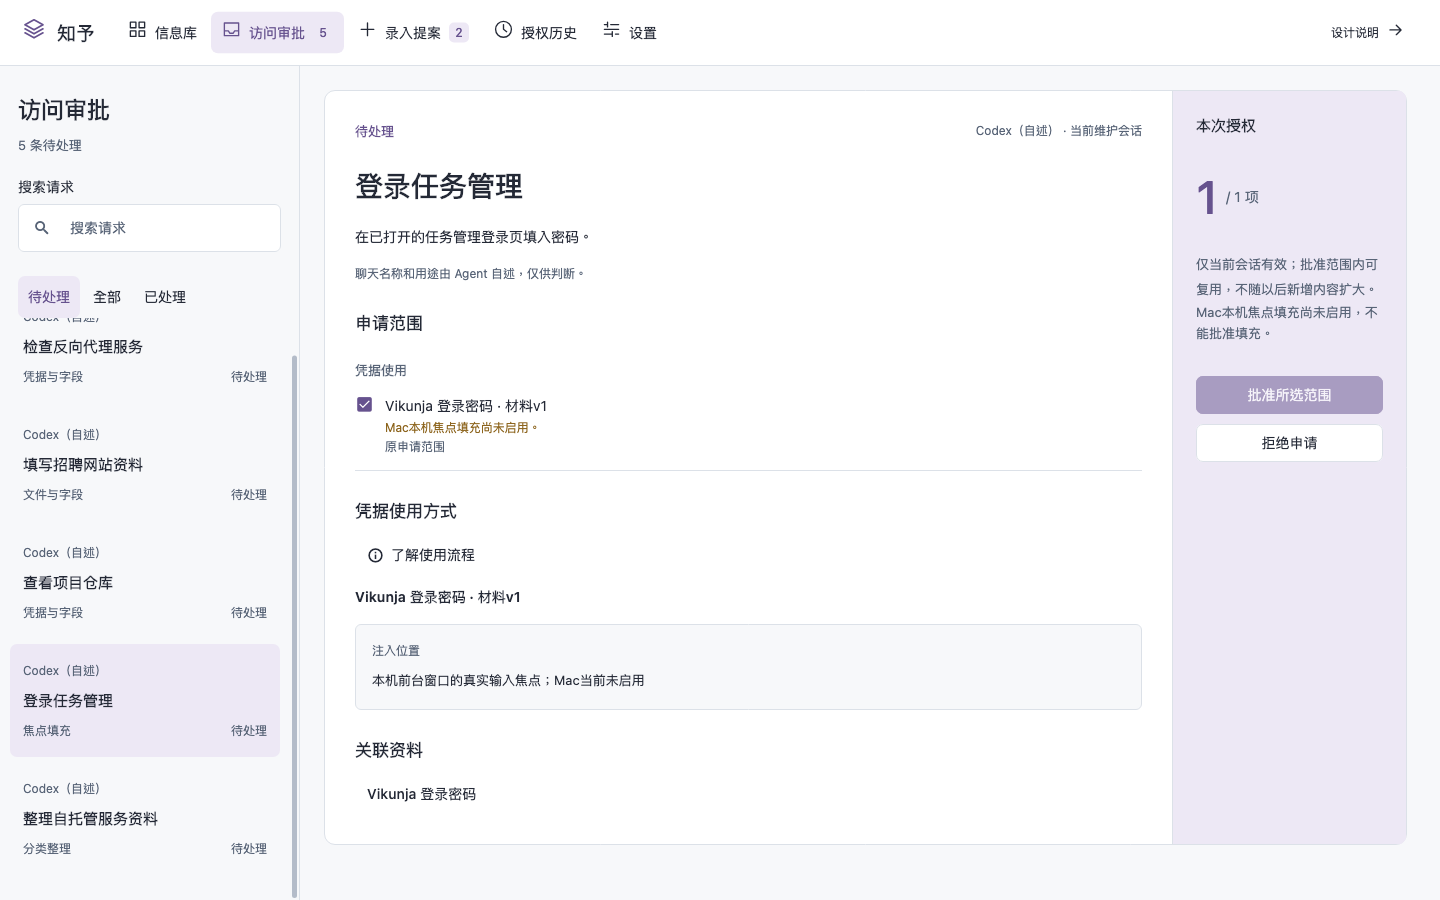 知予
信息库
访问审批 5
录入提案 2
授权历史
设置
设计说明
访问审批
5 条待处理
搜索请求
搜索请求
待处理 全部 已处理
Codex（自述）
检查反向代理服务
凭据与字段 待处理
Codex（自述）
填写招聘网站资料
文件与字段 待处理
Codex（自述）
查看项目仓库
凭据与字段 待处理
Codex（自述）
登录任务管理
焦点填充 待处理
Codex（自述）
整理自托管服务资料
分类整理 待处理
待处理
Codex（自述） · 当前维护会话
登录任务管理
在已打开的任务管理登录页填入密码。
聊天名称和用途由 Agent 自述，仅供判断。
申请范围
凭据使用
Vikunja 登录密码 · 材料v1
Mac本机焦点填充尚未启用。
原申请范围
凭据使用方式
了解使用流程
Vikunja 登录密码 · 材料v1
注入位置
本机前台窗口的真实输入焦点；Mac当前未启用
关联资料
Vikunja 登录密码
本次授权
1 / 1 项
仅当前会话有效；批准范围内可
复用，不随以后新增内容扩大。
Mac本机焦点填充尚未启用，不
能批准填充。
批准所选范围
拒绝申请